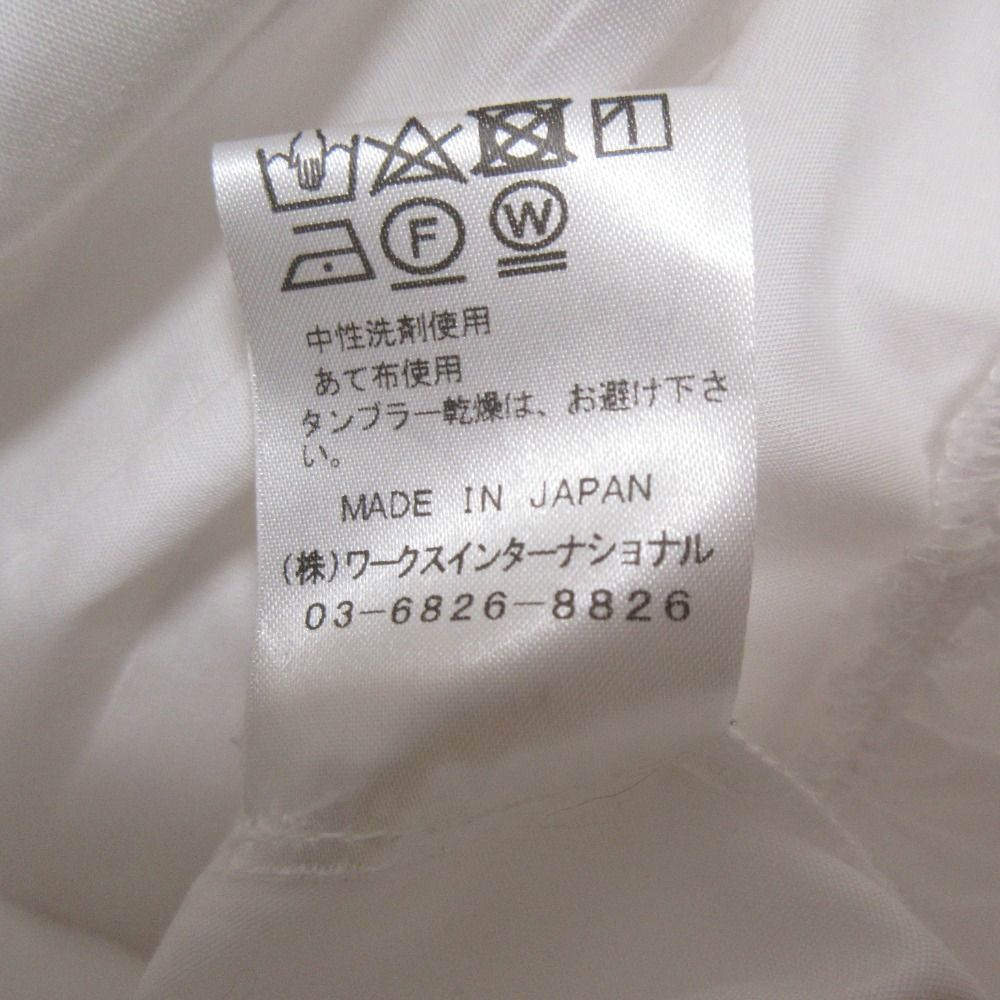 F W
中性洗剤使用
あて布使用
タンブラー乾燥は、お避け下さ
い。
MADE IN JAPAN
(株)ワークスインターナショナル
03-6826-8826